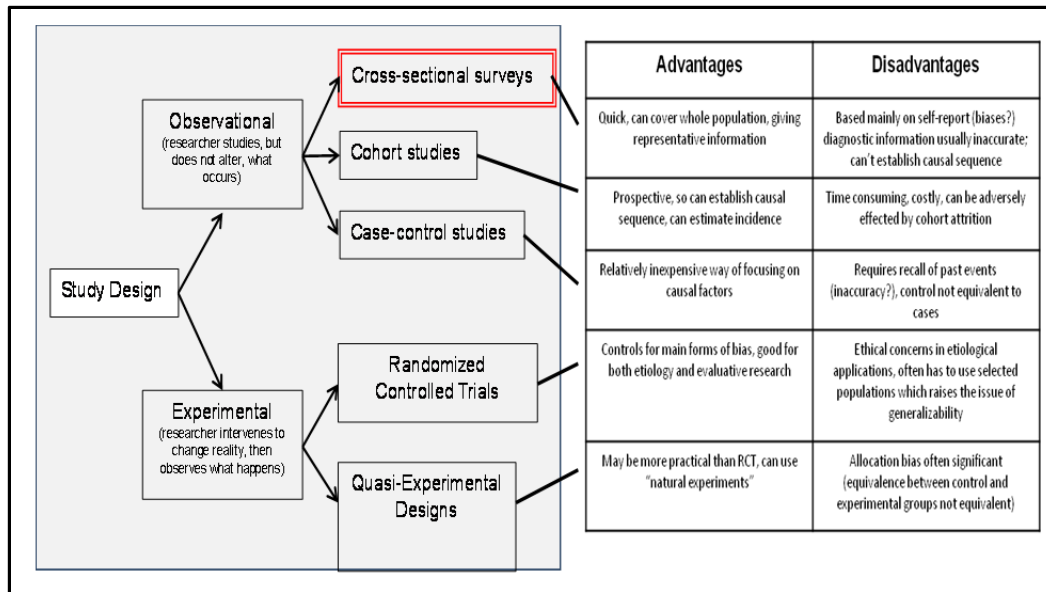 Study Design
Observational
(researcher studies, but
does not alter, what
occurs)
Experimental
(researcher intervenes to
change reality, then
observes what happens)
Cross-sectional surveys
Cohort studies
Case-control studies
Randomized
Controlled Trials
Quasi-Experimental
Designs
Advantages
Disadvantages
Quick, can cover whole population, giving
representative information
Based mainly on self-report (biases?)
diagnostic information usually inaccurate;
can't establish causal sequence
Prospective, so can establish causal
sequence, can estimate incidence
Time consuming, costly, can be adversely
effected by cohort attrition
Relatively inexpensive way of focusing on
causal factors
Requires recall of past events
(inaccuracy?), control not equivalent to
cases
Controls for main forms of bias, good for
both etiology and evaluative research
Ethical concerns in etiological
applications, often has to use selected
populations which raises the issue of
generalizability
May be more practical than RCT, can use
"natural experiments"
Allocation bias often significant
(equivalence between control and
experimental groups not equivalent)